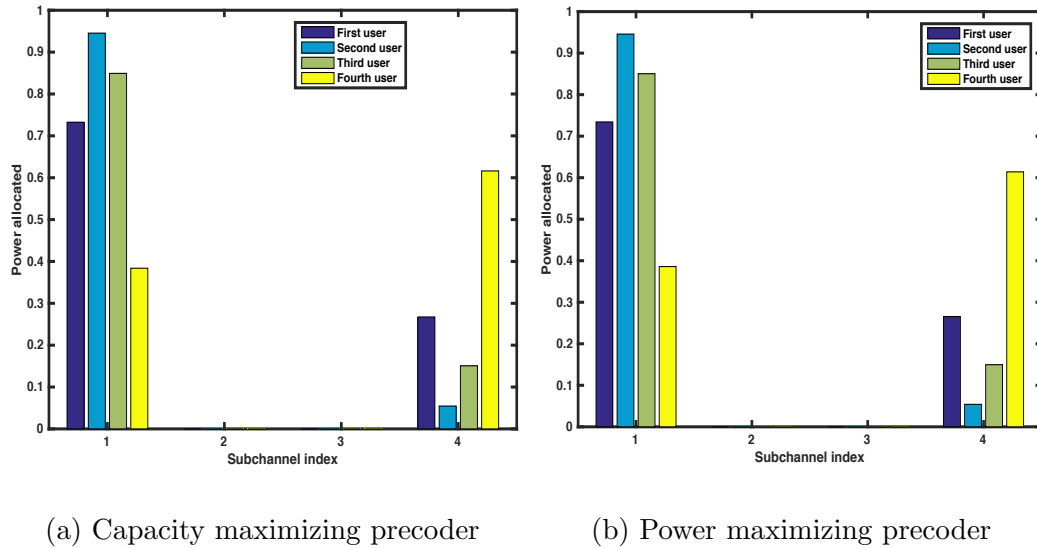 1
0.9
0.8
0.7
0.6
0.5
0.4
0.3
0.2
0.1
0
Power allocated
First user
Second user
Third user
Fourth user
1 2 3 4
Subchannel index
(a) Capacity maximizing precoder
1
0.9
0.8
0.7
0.6
0.5
0.4
0.3
0.2
0.1
0
Power allocated
First user
Second user
Third user
Fourth user
1 2 3 4
Subchannel index
(b) Power maximizing precoder